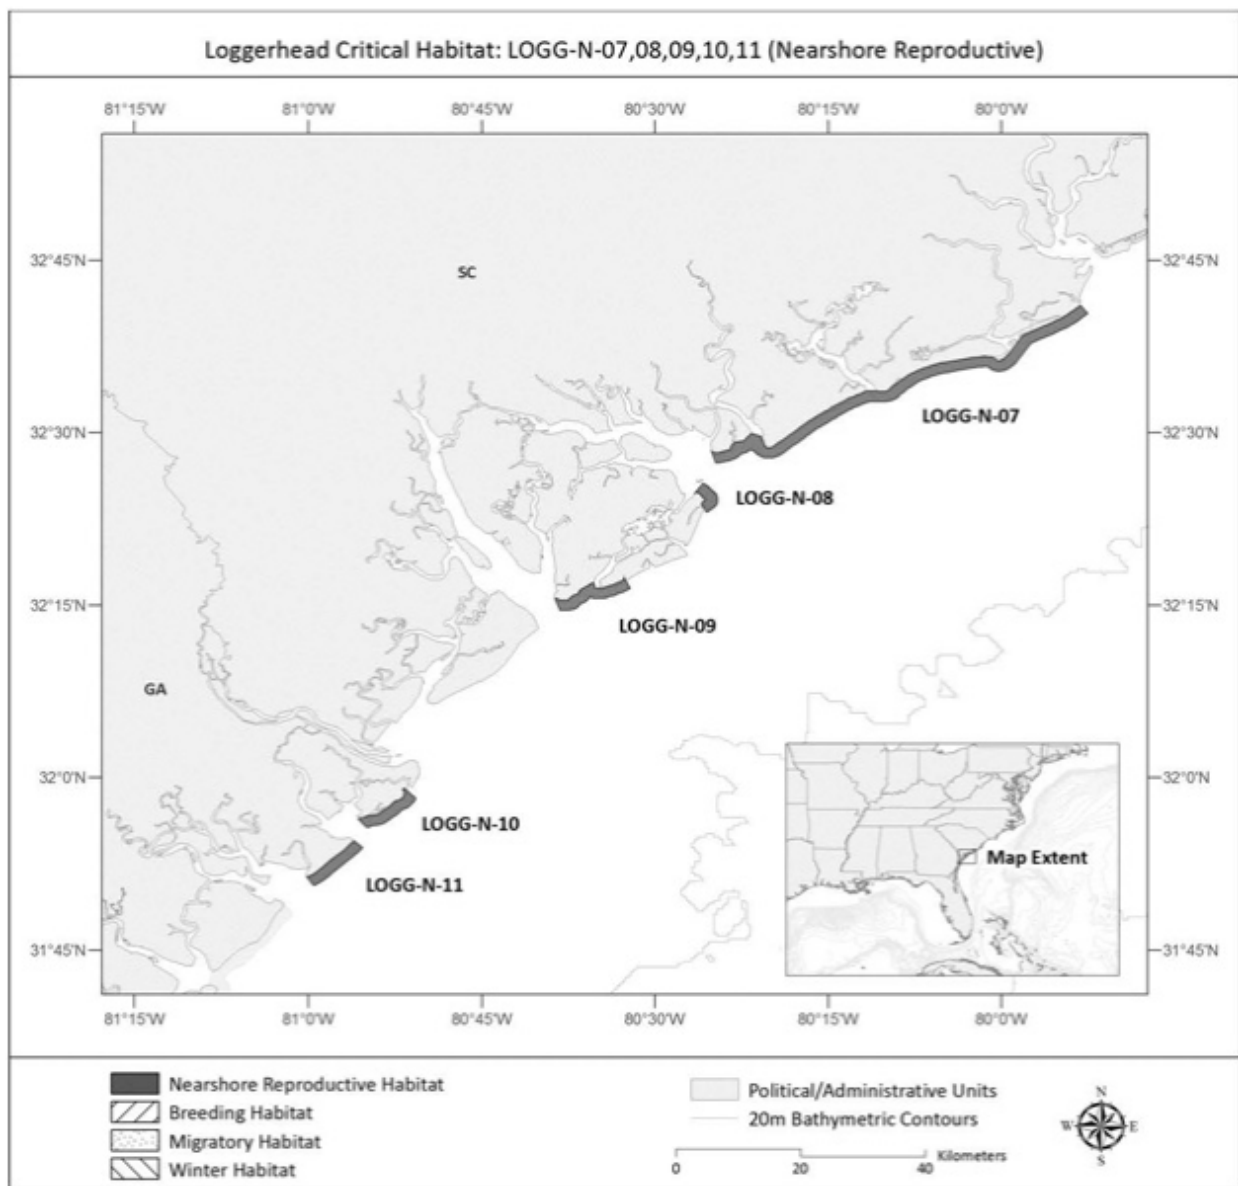 Loggerhead Critical Habitat: LOGG-N-07,08,09,10,11 (Nearshore Reproductive)
81°15'W 81°0'W 80°45'W 80°30'W 80°15'W 80°0'W
32°45'N SC 32°45'N
LOGG-N-07
32°30'N 32°30'N
LOGG-N-08
32°15'N 32°15'N
LOGG-N-09
GA
32°0'N 32°0'N
LOGG-N-10
Map Extent
LOGG-N-11
31°45'N 31°45'N
81°15'W 81°0'W 80°45'W 80°30'W 80°15'W 80°0'W
Nearshore Reproductive Habitat
Breeding Habitat
Migratory Habitat
Winter Habitat
Political/Administrative Units
20m Bathymetric Contours
Kilometers
0 20 40
N
W E
S